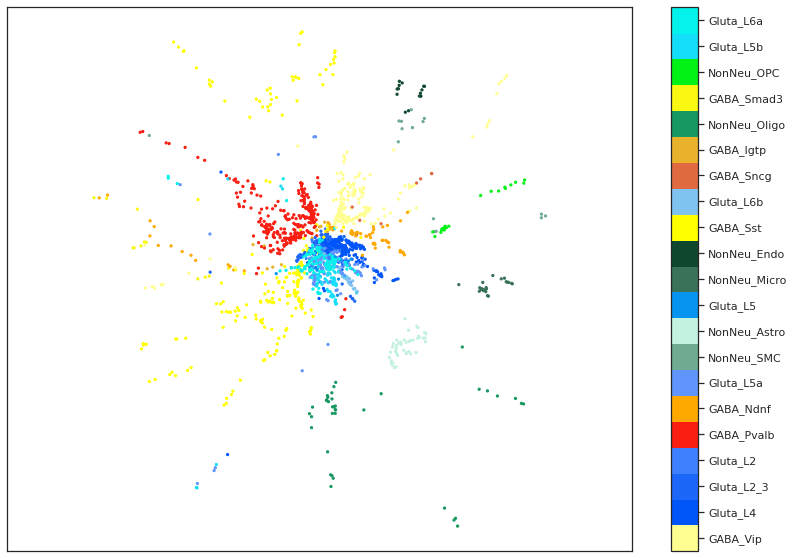 Gluta_L6a
Gluta_L5b
NonNeu_OPC
GABA_Smad3
NonNeu_Oligo
GABA_Igtp
GABA_Sncg
Gluta_L6b
GABA_Sst
NonNeu_Endo
NonNeu_Micro
Gluta_L5
NonNeu_Astro
NonNeu_SMC
Gluta_L5a
GABA_Ndnf
GABA_Pvalb
Gluta_L2
Gluta_L2_3
Gluta_L4
GABA_Vip